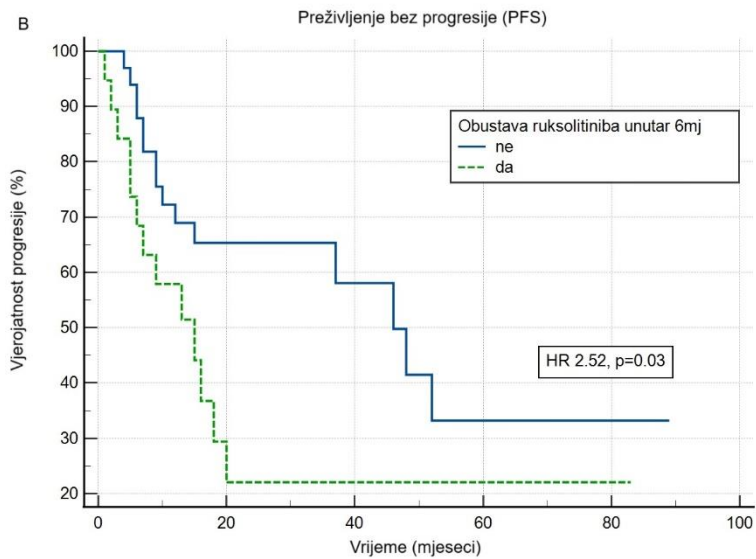 B
Preživljenje bez progresije (PFS)
Vjerojatnost progresije (%)
100
90
80
70
60
50
40
30
20
Obustava ruksolitiniba unutar 6mj
ne
da
HR 2.52, p=0.03
0
20
40
60
80
100
Vrijeme (mjeseci)